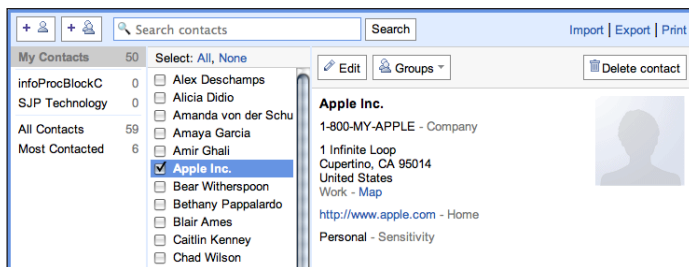 + + Search contacts Search Import | Export | Print
My Contacts 50
infoProcBlockC 0
SJP Technology 0
All Contacts 59
Most Contacted 6
Select: All, None
Alex Deschamps
Alicia Didio
Amanda von der Schu
Amaya Garcia
Amir Ghali
Apple Inc.
Bear Witherspoon
Bethany Pappalardo
Blair Ames
Caitlin Kenney
Chad Wilson
Edit Groups Delete contact
Apple Inc.
1-800-MY-APPLE - Company
1 Infinite Loop
Cupertino, CA 95014
United States
Work - Map
http://www.apple.com - Home
Personal - Sensitivity